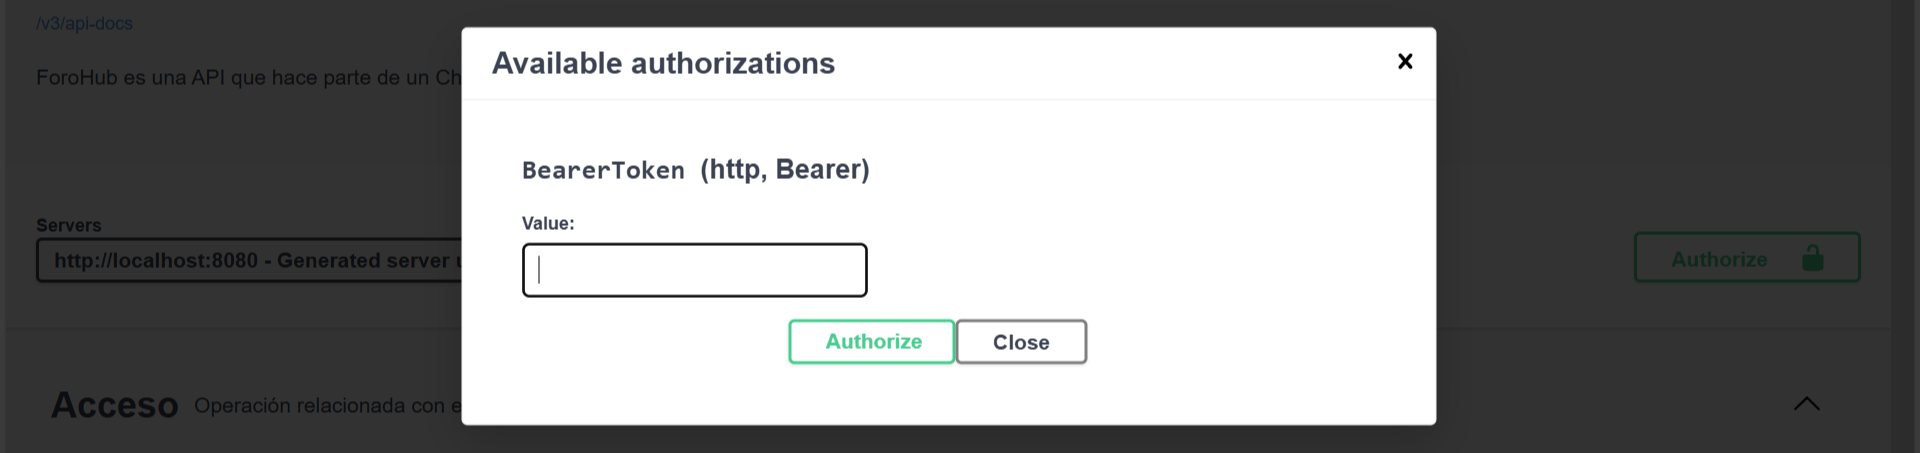 /v3/api-docs
ForoHub es una API que hace parte de un Ch
Available authorizations
BearerToken (http, Bearer)
Value:
Authorize
Close
Servers
http://localhost:8080 - Generated server
Authorize
Acceso Operación relacionada con e